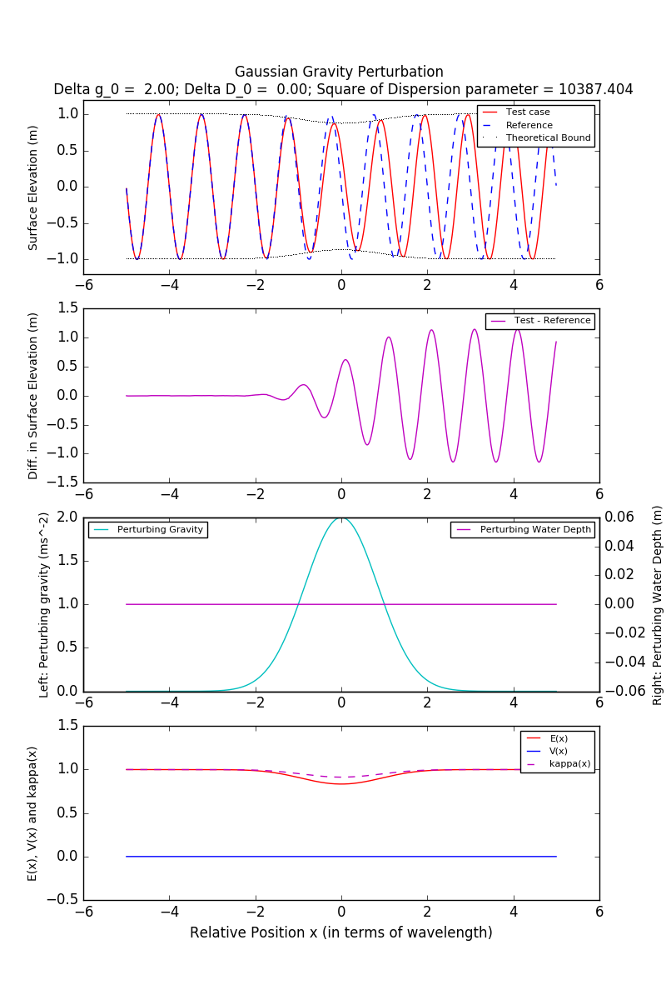 Gaussian Gravity Perturbation
Delta g_0 =  2.00; Delta D_0 =  0.00; Square of Dispersion parameter = 10387.404
Surface Elevation (m)
1.0
0.5
0.0
−0.5
−1.0
Test case
Reference
Theoretical Bound
−6 −4 −2 0 2 4 6
Diff. in Surface Elevation (m)
1.5
1.0
0.5
0.0
−0.5
−1.0
−1.5
Test - Reference
−6 −4 −2 0 2 4 6
Left: Perturbing gravity (ms^-2)
2.0
1.5
1.0
0.5
0.0
Perturbing Gravity
Perturbing Water Depth
0.06
0.04
0.02
0.00
−0.02
−0.04
−0.06
Right: Perturbing Water Depth (m)
−6 −4 −2 0 2 4 6
E(x), V(x) and kappa(x)
1.5
1.0
0.5
0.0
−0.5
E(x)
V(x)
kappa(x)
−6 −4 −2 0 2 4 6
Relative Position x (in terms of wavelength)